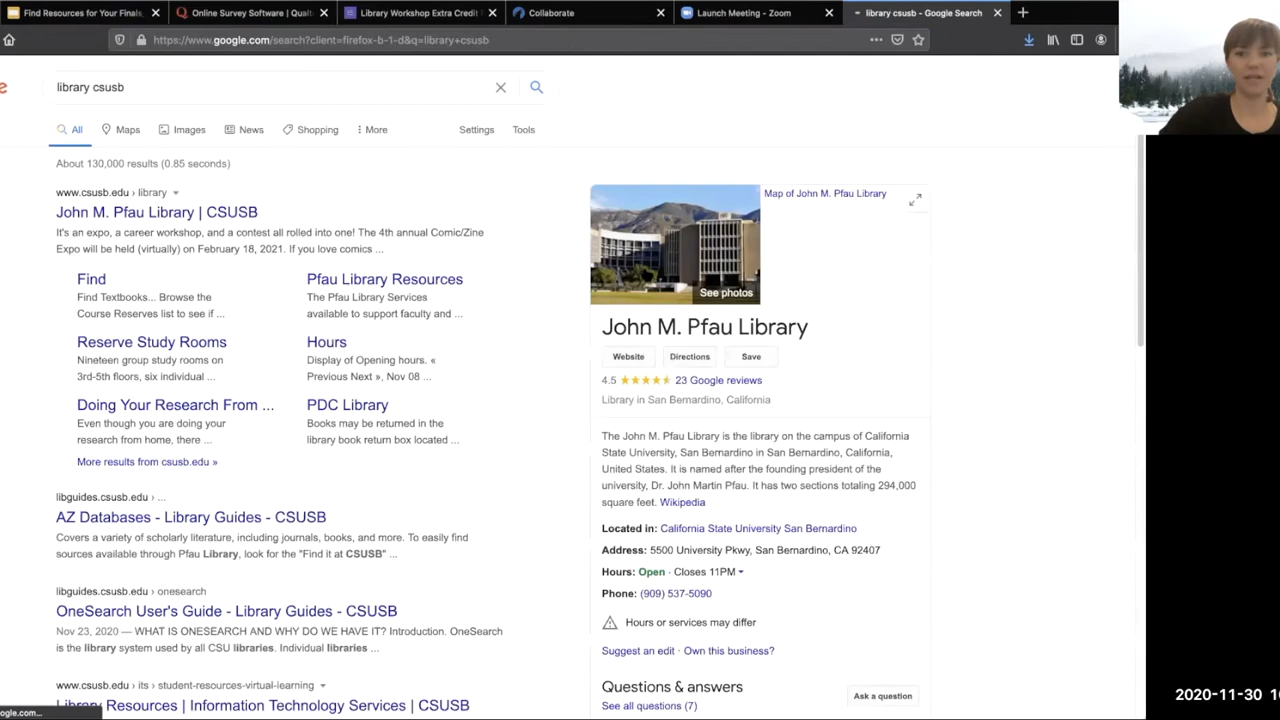 Find Resources for Your Finals
Online Survey Software | Qualt
Library Workshop Extra Credit
Collaborate
Launch Meeting - Zoom
library csusb - Google Search
https://www.google.com/search?client=firefox-b-1-d&q=library+csusb
library csusb
All
Maps
Images
News
Shopping
More
Settings
Tools
About 130,000 results (0.85 seconds)
www.csusb.edu › library
John M. Pfau Library | CSUSB
It's an expo, a career workshop, and a contest all rolled into one! The 4th annual Comic/Zine
Expo will be held (virtually) on February 18, 2021. If you love comics ...
Find
Find Textbooks... Browse the
Course Reserves list to see if ...
Pfau Library Resources
The Pfau Library Services
available to support faculty and ...
Reserve Study Rooms
Nineteen group study rooms on
3rd-5th floors, six individual ...
Hours
Display of Opening hours. «
Previous Next », Nov 08 ...
Doing Your Research From ...
Even though you are doing your
research from home, there ...
PDC Library
Books may be returned in the
library book return box located ...
More results from csusb.edu »
libguides.csusb.edu › ...
AZ Databases - Library Guides - CSUSB
Covers a variety of scholarly literature, including journals, books, and more. To easily find
sources available through Pfau Library, look for the "Find it at CSUSB" ...
libguides.csusb.edu › onesearch
OneSearch User's Guide - Library Guides - CSUSB
Nov 23, 2020 — WHAT IS ONESEARCH AND WHY DO WE HAVE IT? Introduction. OneSearch
is the library system used by all CSU libraries. Individual libraries ...
www.csusb.edu › its › student-resources-virtual-learning
Library Resources | Information Technology Services | CSUSB
ogle.com...
See photos
Map of John M. Pfau Library
John M. Pfau Library
Website
Directions
Save
4.5
23 Google reviews
Library in San Bernardino, California
The John M. Pfau Library is the library on the campus of California
State University, San Bernardino in San Bernardino, California,
United States. It is named after the founding president of the
university, Dr. John Martin Pfau. It has two sections totaling 294,000
square feet. Wikipedia
Located in: California State University San Bernardino
Address: 5500 University Pkwy, San Bernardino, CA 92407
Hours: Open · Closes 11PM
Phone: (909) 537-5090
Hours or services may differ
Suggest an edit · Own this business?
Questions & answers
See all questions (7)
Ask a question
2020-11-30